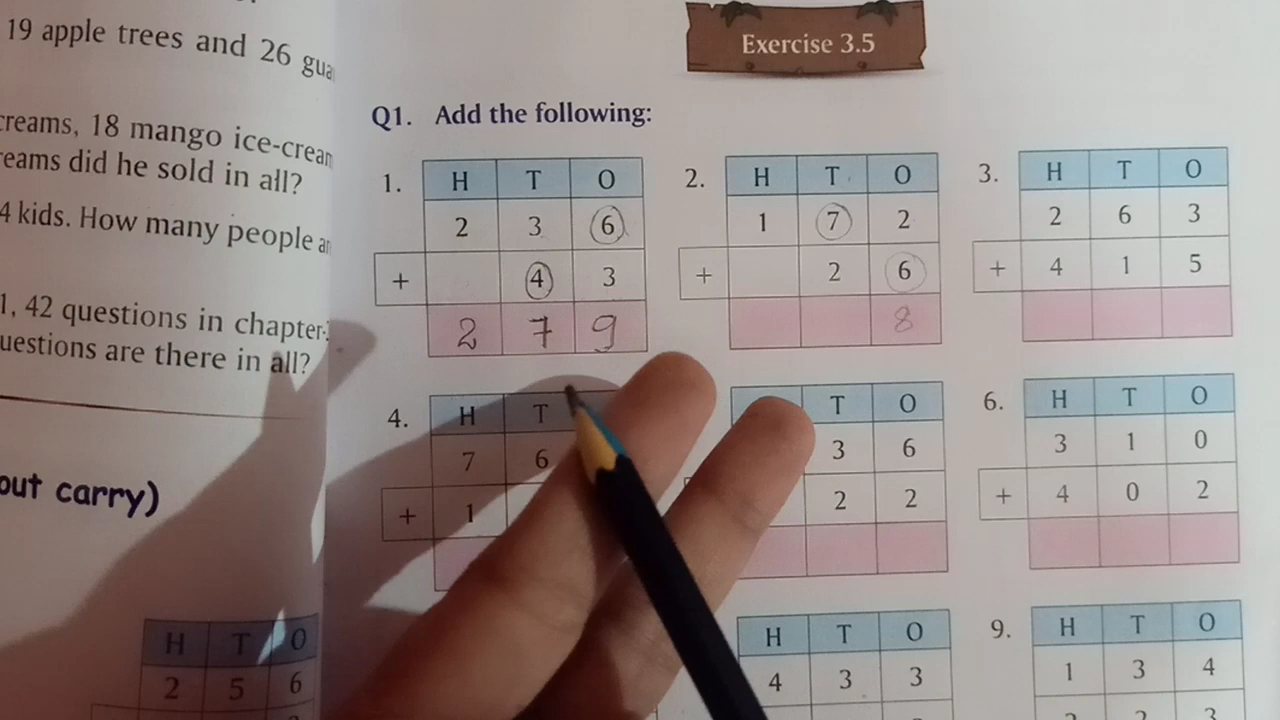 19 apple trees and 26
creams, 18 mango
reams did he sold in all?
4 kids. How many people
1, 42 questions in chapter-
uestions are there in all?
out carry)
H T O
2 5 6
Exercise 3.5
Q1. Add the following:
1. H T O
2 3 6
+ 4 3
2 7 9
2. H T O
1 7 2
+ 2 6
8
3. H T O
2 6 3
+ 4 1 5
4. H T
7 6
+ 1
T O
3 6
2 2
6. H T O
3 1 0
+ 4 0 2
H T O
4 3 3
9. H T O
1 3 4
2 2 3